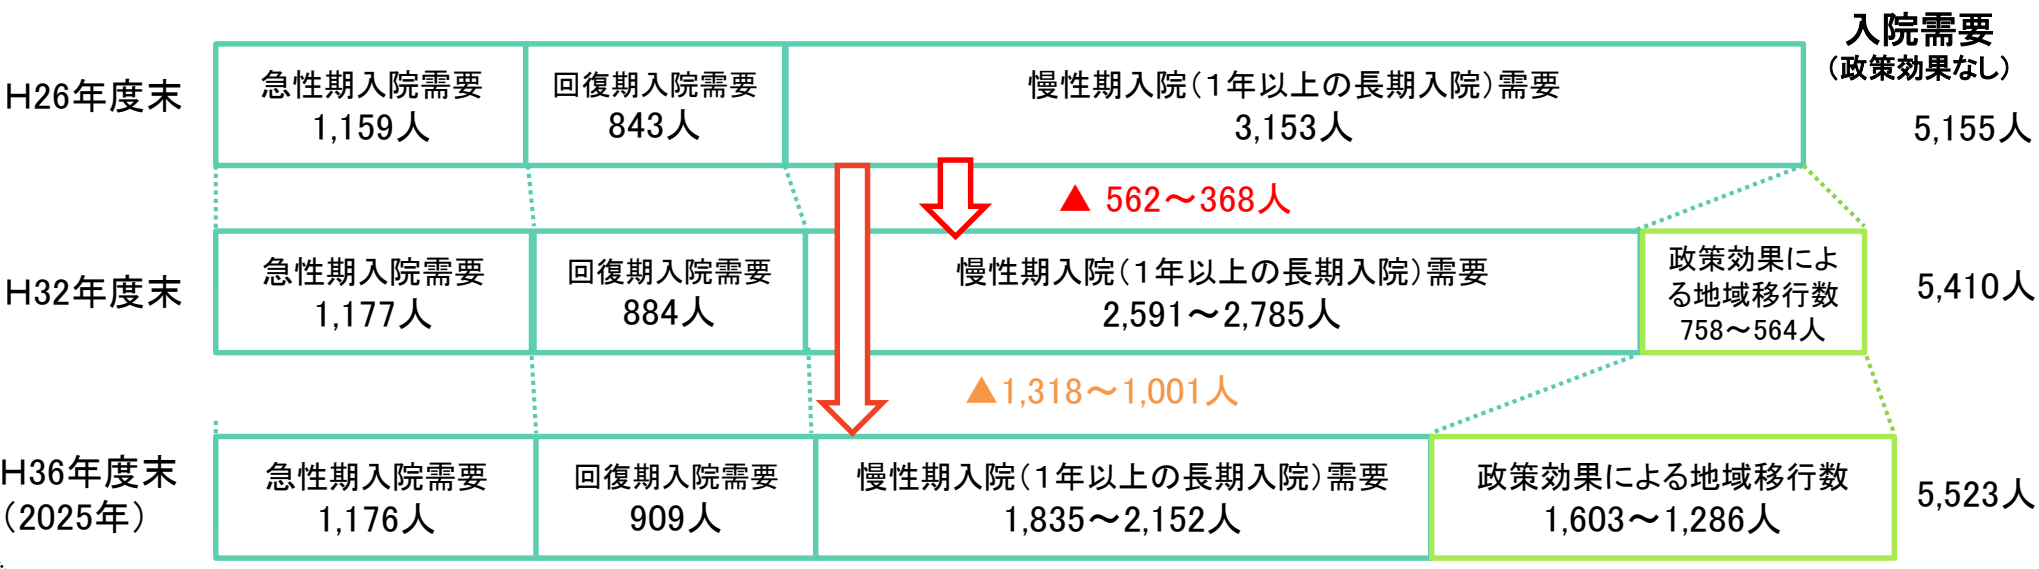 入院需要
（政策効果なし）
H26年度末
急性期入院需要
1,159人
回復期入院需要
843人
慢性期入院（１年以上の長期入院）需要
3,153人
5,155人
▲ 562～368人
H32年度末
急性期入院需要
1,177人
回復期入院需要
884人
慢性期入院（１年以上の長期入院）需要
2,591～2,785人
政策効果によ
る地域移行数
758～564人
5,410人
▲1,318～1,001人
H36年度末
（2025年）
急性期入院需要
1,176人
回復期入院需要
909人
慢性期入院（１年以上の長期入院）需要
1,835～2,152人
政策効果による地域移行数
1,603～1,286人
5,523人